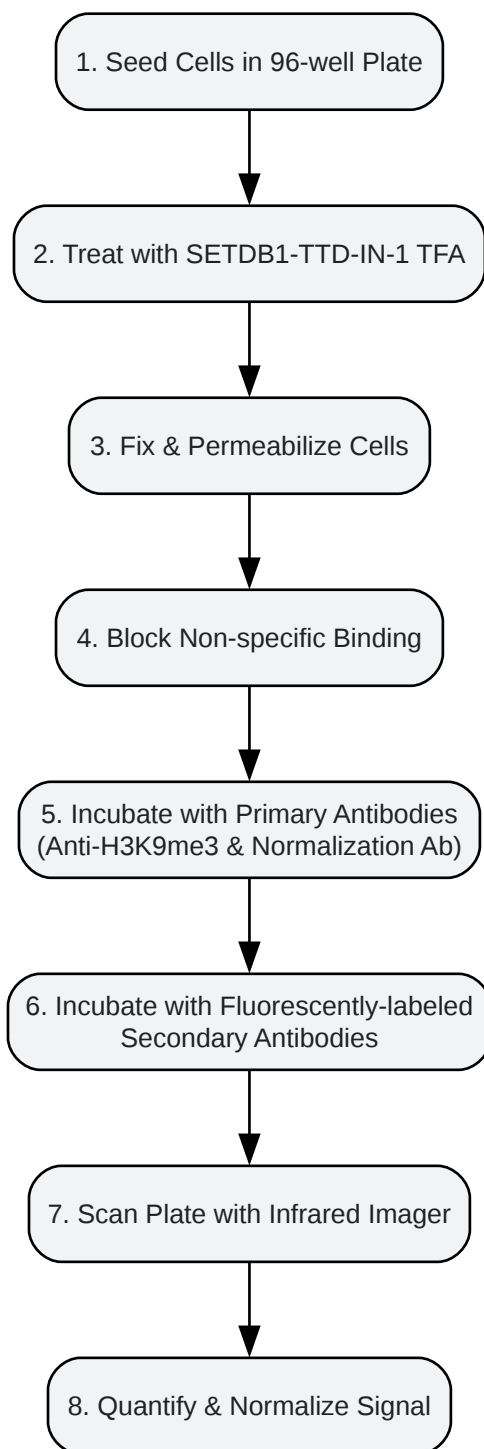 1. Seed Cells in 96-well Plate
2. Treat with SETDB1-TTD-IN-1 TFA
3. Fix & Permeabilize Cells
4. Block Non-specific Binding
5. Incubate with Primary Antibodies
(Anti-H3K9me3 & Normalization Ab)
6. Incubate with Fluorescently-labeled
Secondary Antibodies
7. Scan Plate with Infrared Imager
8. Quantify & Normalize Signal